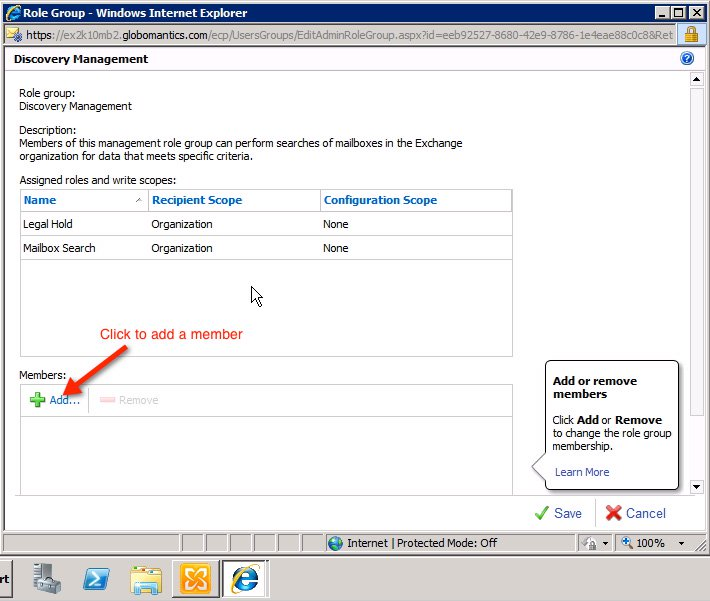 Role Group - Windows Internet Explorer
https://ex2k10mb2.globomantics.com/ecp/UsersGroups/EditAdminRoleGroup.aspx?id=eeb92527-8680-42e9-8786-1e4eae88c0c8&Ret
Discovery Management
Role group:
Discovery Management
Description:
Members of this management role group can perform searches of mailboxes in the Exchange
organization for data that meets specific criteria.
Assigned roles and write scopes:
Name Recipient Scope Configuration Scope
Legal Hold Organization None
Mailbox Search Organization None
Click to add a member
Members:
Add... Remove
Add or remove
members
Click Add or Remove
to change the role group
membership.
Learn More
Save Cancel
Internet | Protected Mode: Off 100%
rt